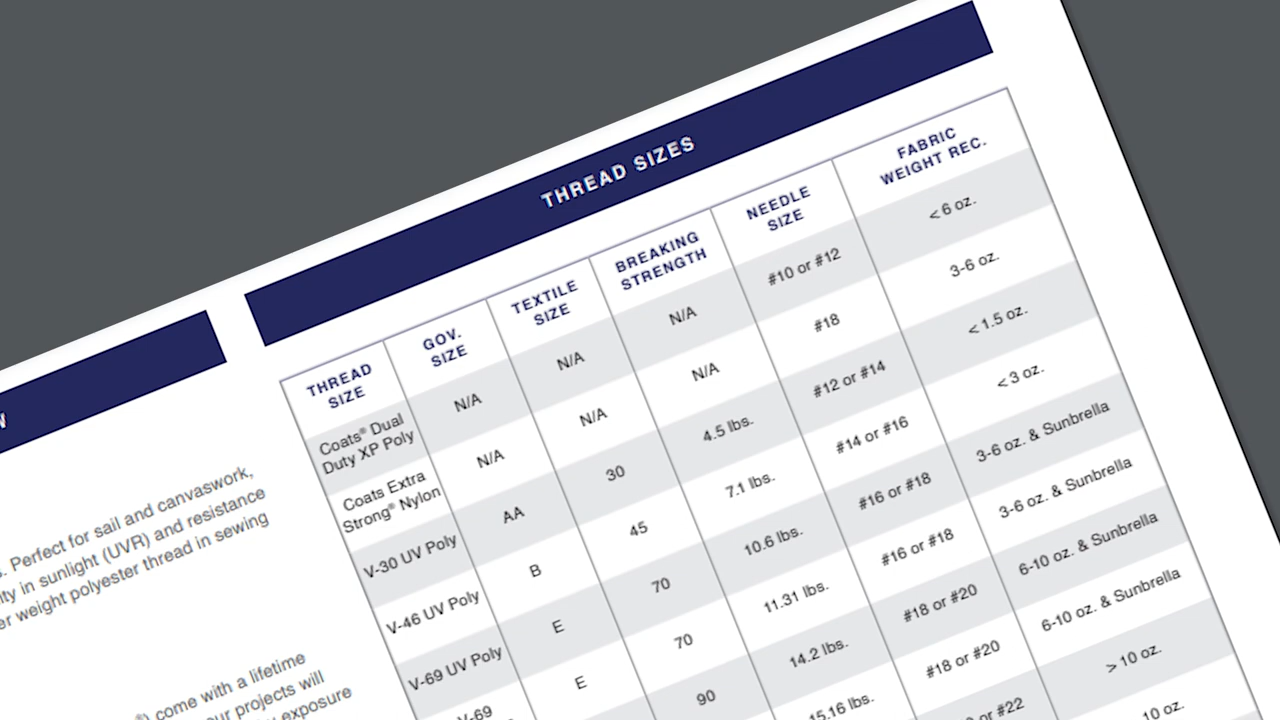 THREAD SIZES
THREAD SIZE GOV. SIZE TEXTILE SIZE BREAKING STRENGTH NEEDLE SIZE FABRIC WEIGHT REC.
Coats® Dual Duty XP Poly N/A N/A N/A #10 or #12 < 6 oz.
Coats Extra Strong® Nylon N/A N/A N/A #18 3-6 oz.
V-30 UV Poly AA 30 4.5 lbs. #12 or #14 < 1.5 oz.
V-46 UV Poly B 45 7.1 lbs. #14 or #16 < 3 oz.
V-69 UV Poly E 70 10.6 lbs. #16 or #18 3-6 oz. & Sunbrella
V-69 E 70 11.31 lbs. #16 or #18 3-6 oz. & Sunbrella
90 14.2 lbs. #18 or #20 6-10 oz. & Sunbrella
15.16 lbs. #18 or #20 6-10 oz. & Sunbrella
or #22 > 10 oz.
10 oz.
. Perfect for sail and canvaswork,
in sunlight (UVR) and resistance
weight polyester thread in sewing
come with a lifetime
projects will
exposure